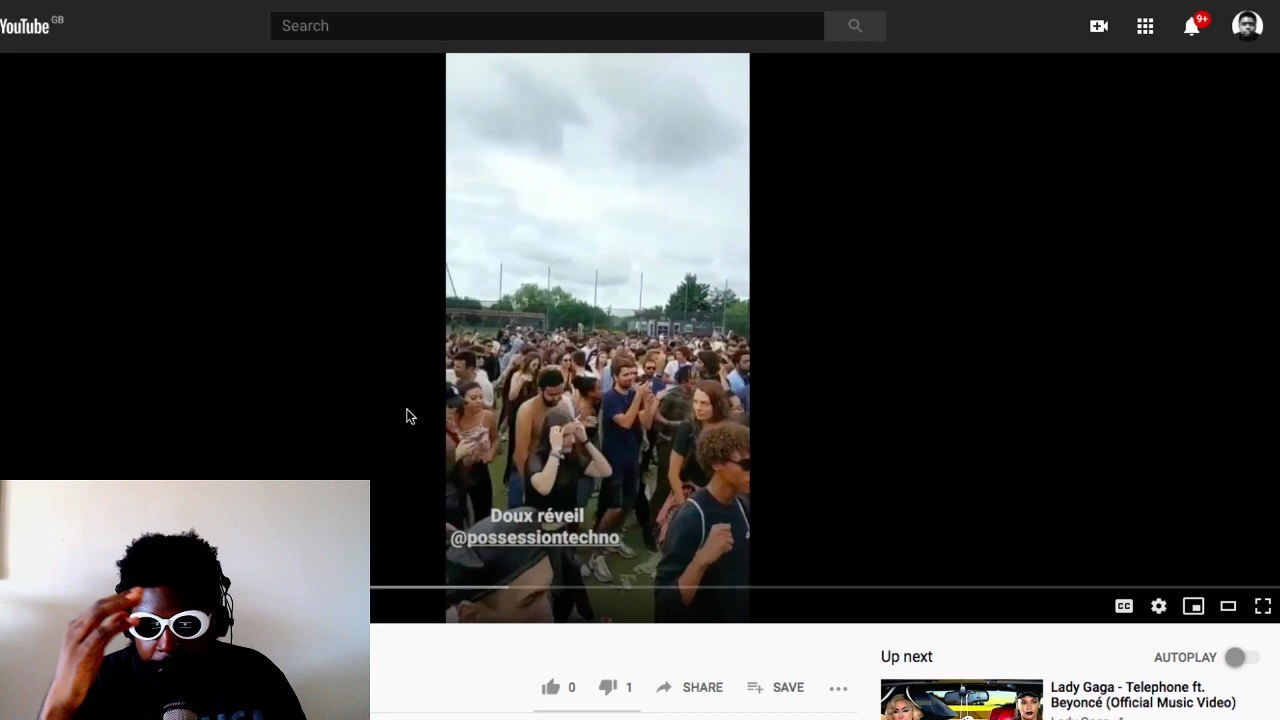 YouTube GB
Search
9+
Doux réveil
@possessiontechno
CC
0
1
SHARE
SAVE
Up next
AUTOPLAY
Lady Gaga - Telephone ft.
Beyoncé (Official Music Video)